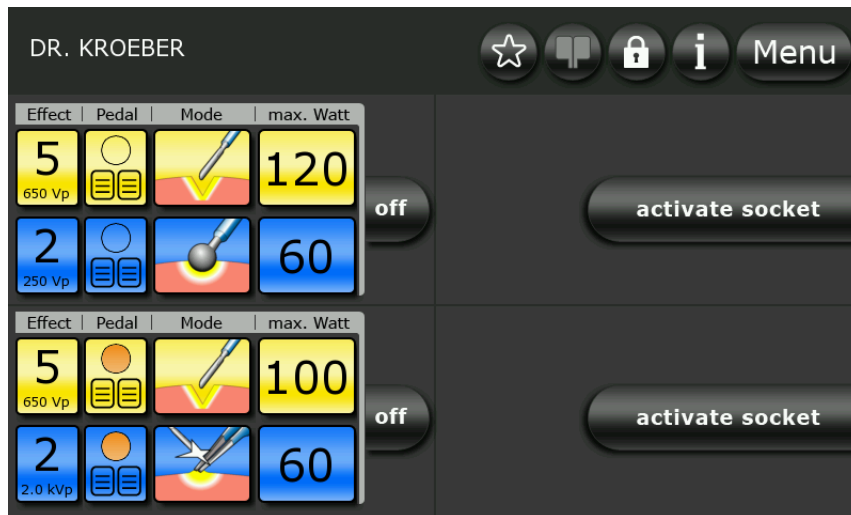 DR. KROEBER
i Menu
Effect | Pedal | Mode | max. Watt
5
650 Vp
120
off
activate socket
2
250 Vp
60
Effect | Pedal | Mode | max. Watt
5
650 Vp
100
off
activate socket
2
2.0 kVp
60